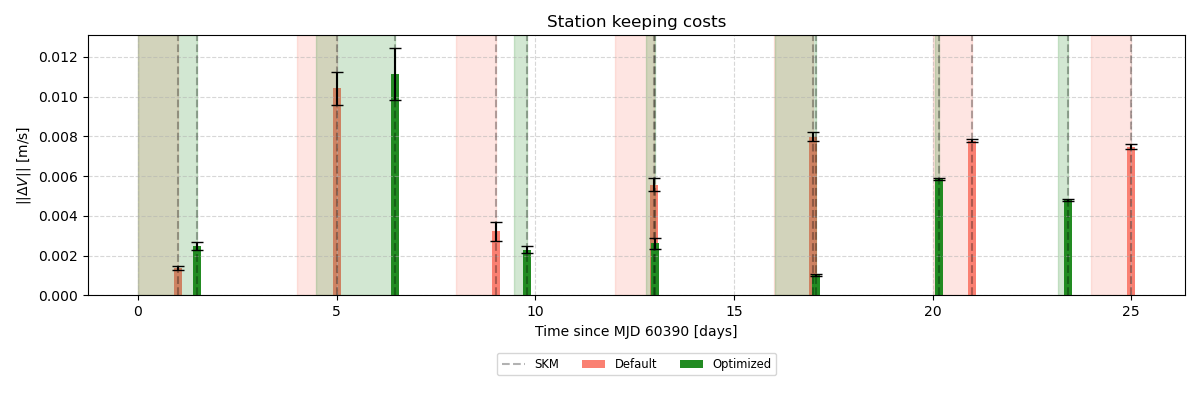 Station keeping costs
||ΔV|| [m/s]
0.012
0.010
0.008
0.006
0.004
0.002
0.000
0 5 10 15 20 25
Time since MJD 60390 [days]
SKM Default Optimized